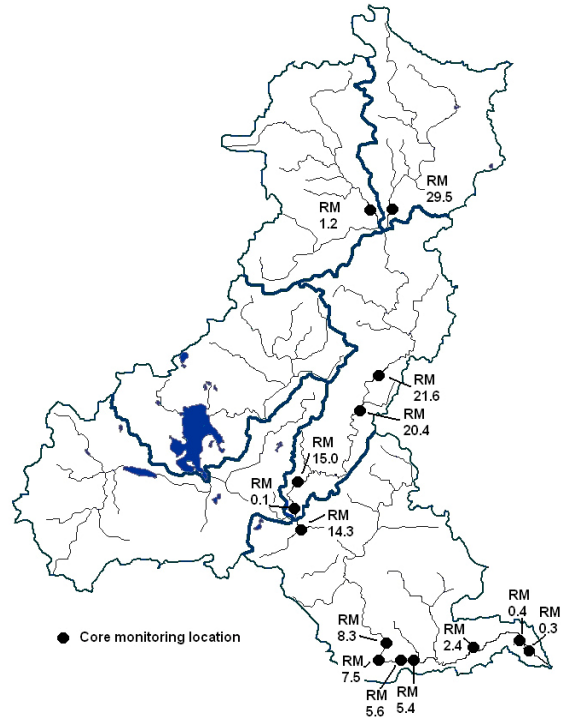 RM
29.5
RM
1.2
RM
21.6
RM
20.4
RM
15.0
RM
0.1
RM
14.3
RM
0.4
RM
0.3
RM
8.3
RM
2.4
Core monitoring location
RM
7.5
RM
5.6
RM
5.4